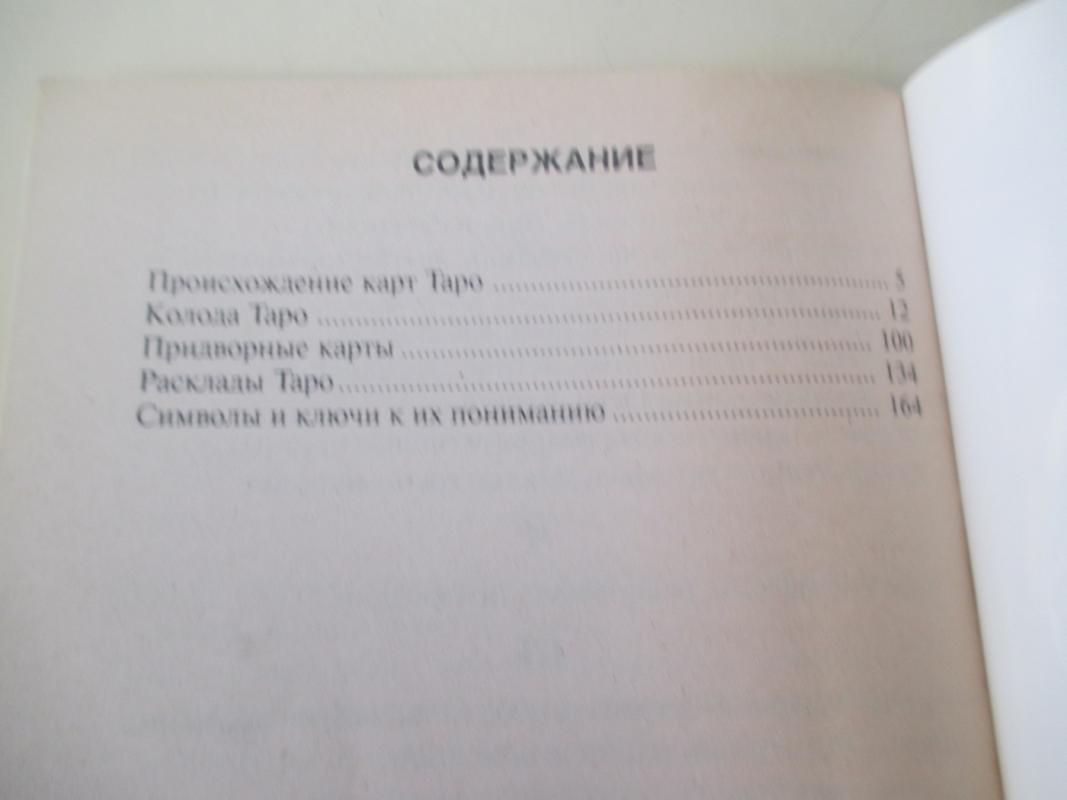 СОДЕРЖАНИЕ
Происхождение карт Таро ........................................................ 5
Колода Таро ................................................................................ 12
Придворные карты .................................................................... 100
Расклады Таро ............................................................................ 134
Символы и ключи к их пониманию ...................................... 164